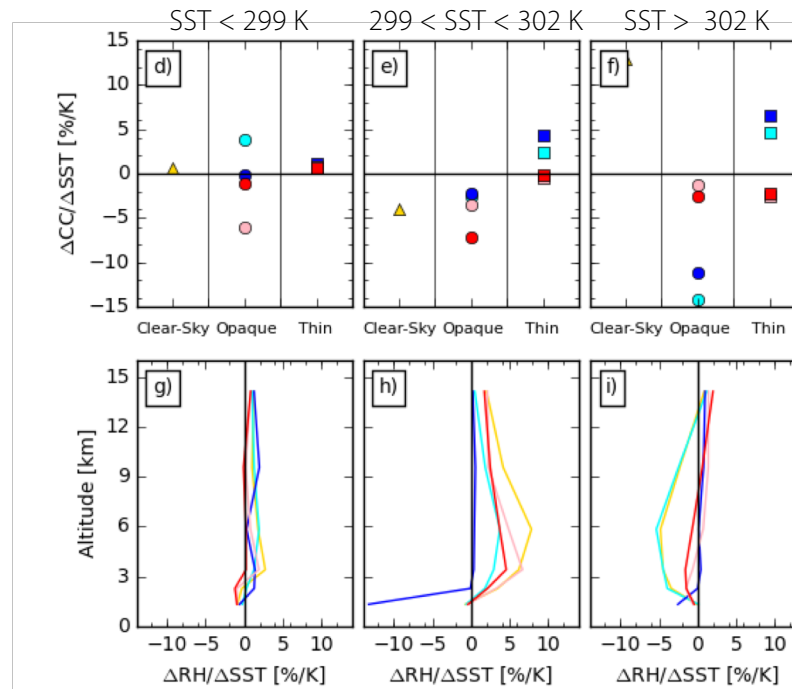 SST < 299 K 299 < SST < 302 K SST > 302 K
15
10
5
0
−5
−10
−15
ΔCC/ΔSST [%/K]
d) e) f)
Clear-Sky Opaque Thin Clear-Sky Opaque Thin Clear-Sky Opaque Thin
15
12
9
6
3
0
Altitude [km]
g) h) i)
−10 −5 0 5 10 −10 −5 0 5 10 −10 −5 0 5 10
ΔRH/ΔSST [%/K] ΔRH/ΔSST [%/K] ΔRH/ΔSST [%/K]